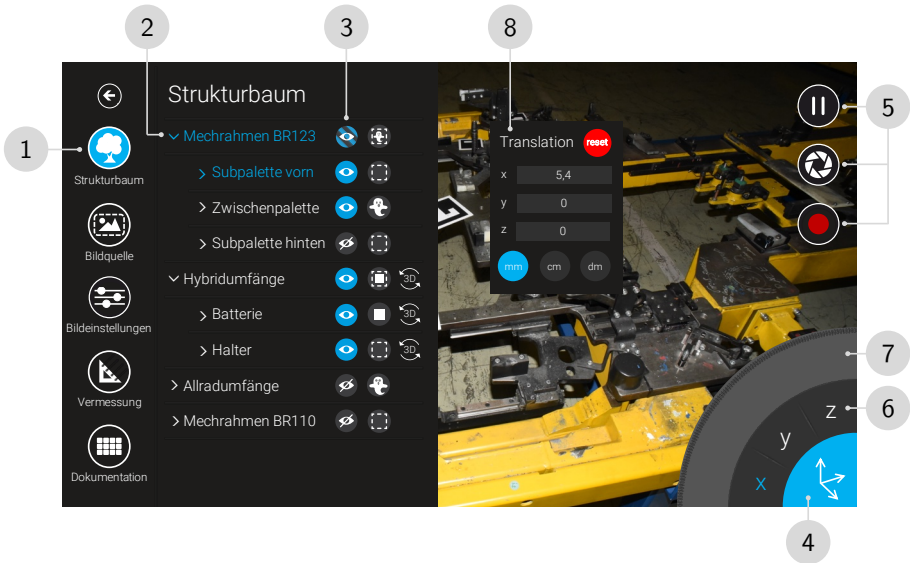 2
3
8
Strukturbaum
5
1
Mechrahmen BR123
Translation
reset
Strukturbaum
Subpalette vorn
x
5,4
Zwischenpalette
y
0
Subpalette hinten
z
0
Bildquelle
mm
cm
dm
Hybridumfänge
3D
Batterie
3D
Bildeinstellungen
Halter
3D
7
Allradumfänge
Vermessung
Mechrahmen BR110
z
6
y
Dokumentation
x
4